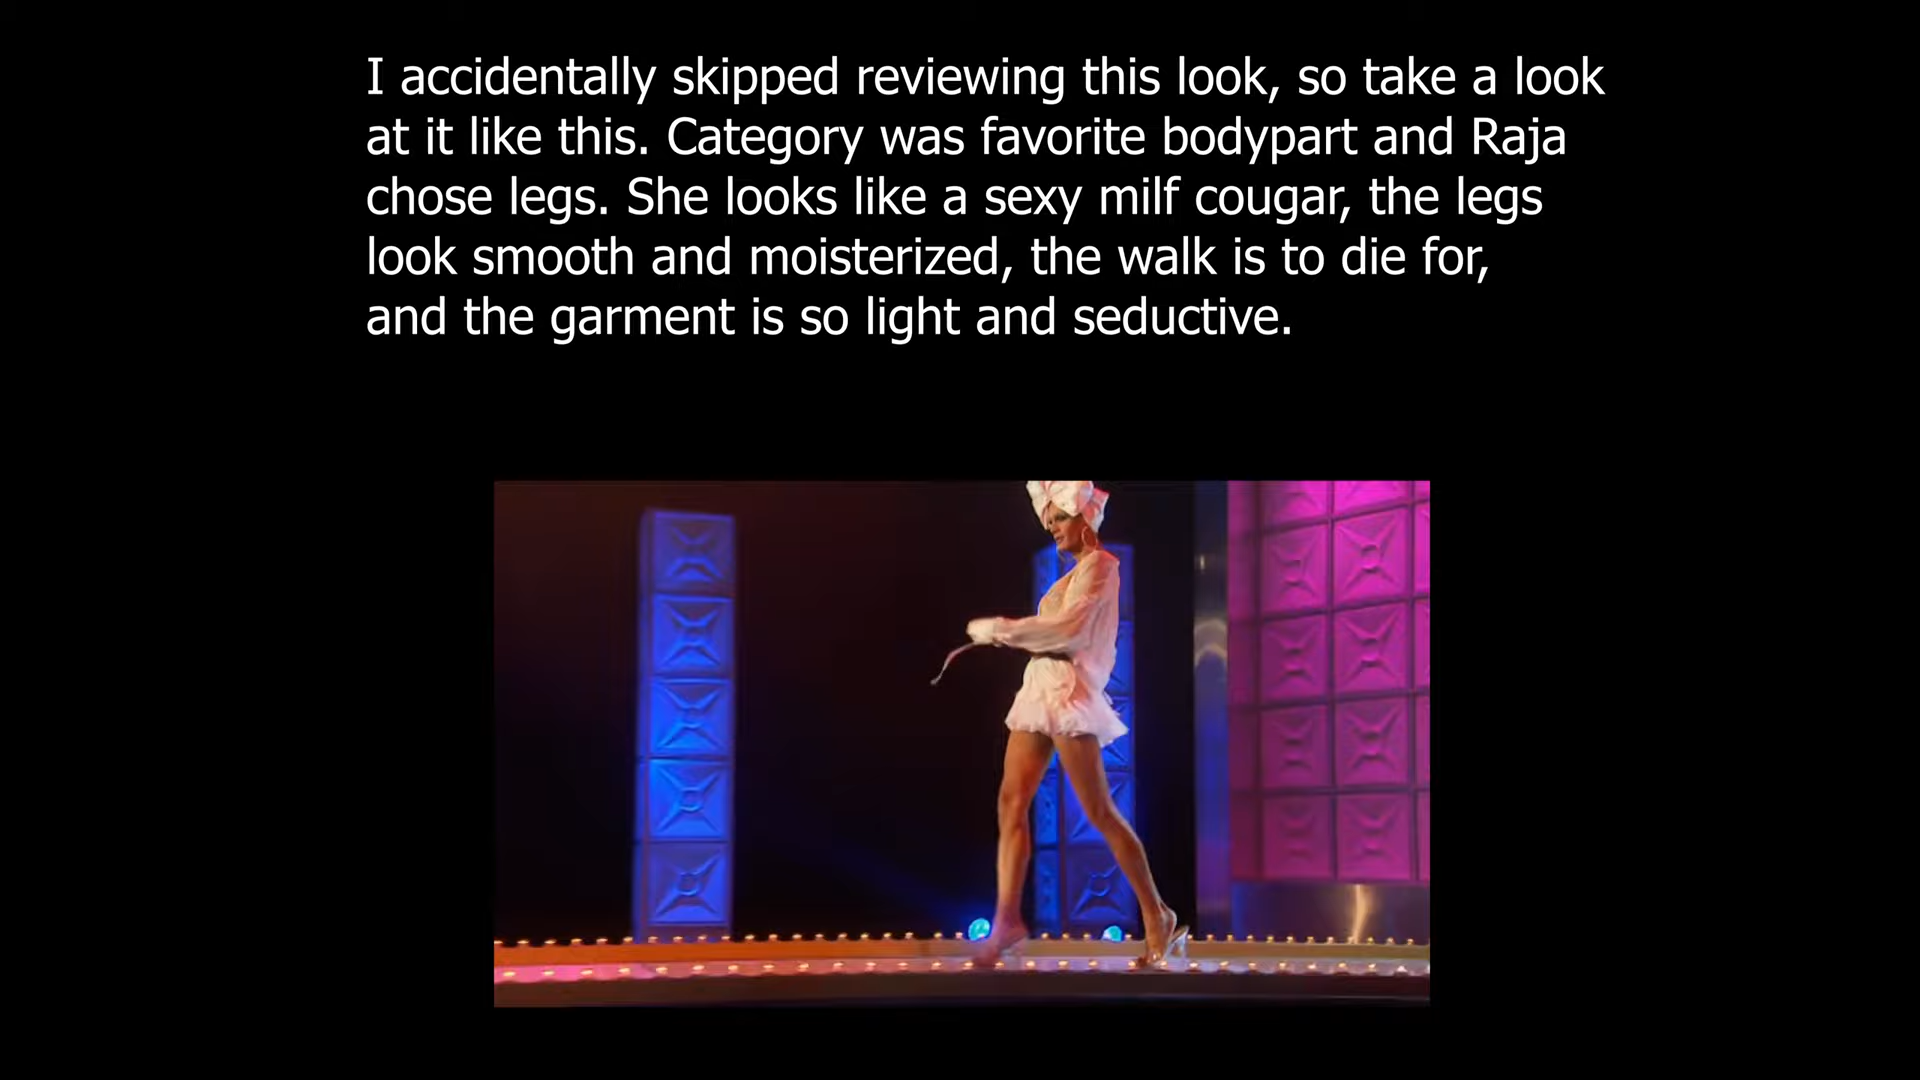 I accidentally skipped reviewing this look, so take a look
at it like this. Category was favorite bodypart and Raja
chose legs. She looks like a sexy milf cougar, the legs
look smooth and moisterized, the walk is to die for,
and the garment is so light and seductive.